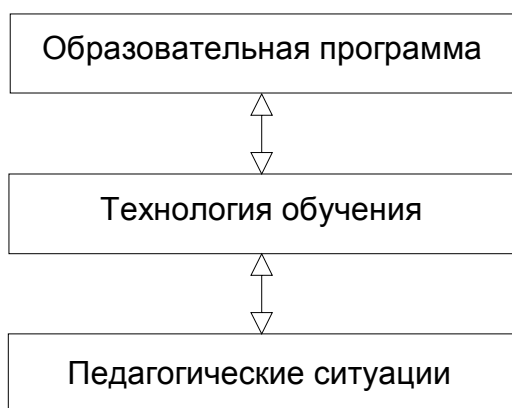 Образовательная программа
Технология обучения
Педагогические ситуации